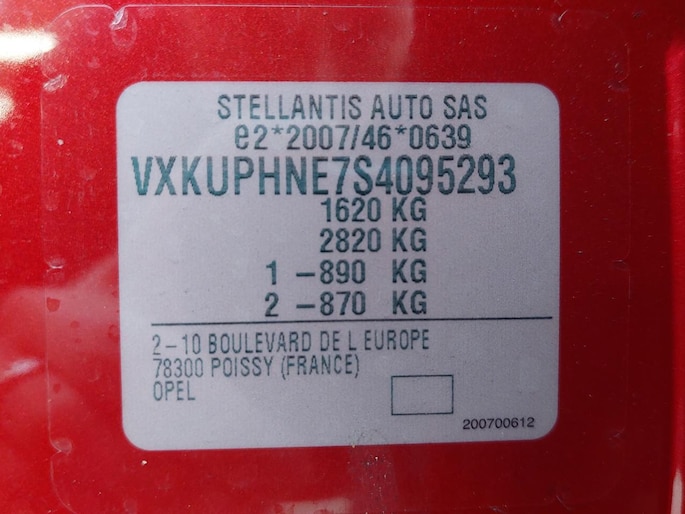 STELLANTIS AUTO SAS
e2*2007/46*0639
VXKUPHNE7S4095293
1620 KG
2820 KG
1 -890 KG
2 -870 KG
2-10 BOULEVARD DE L EUROPE
78300 POISSY (FRANCE)
OPEL
200700612